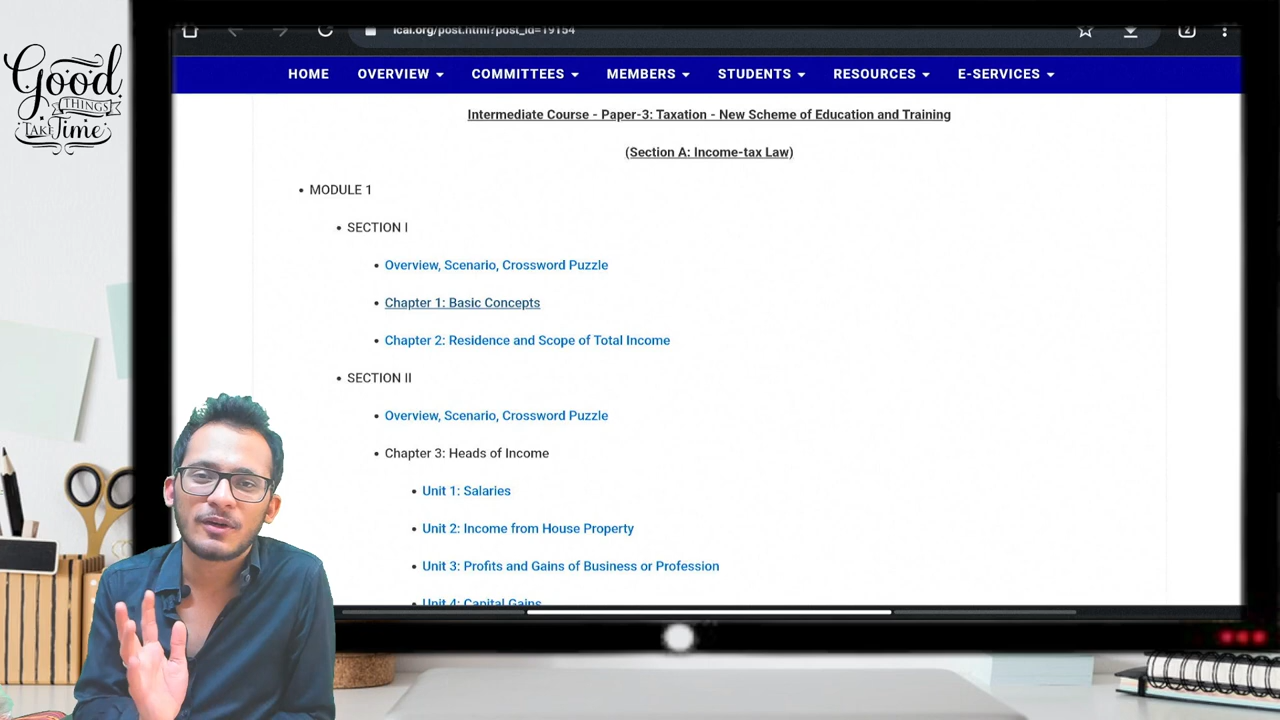 Good
THINGS
TAKE Time
icai.org/post.html?post_id=19154
2
HOME OVERVIEW COMMITTEES MEMBERS STUDENTS RESOURCES E-SERVICES
Intermediate Course - Paper-3: Taxation - New Scheme of Education and Training
(Section A: Income-tax Law)
MODULE 1
SECTION I
Overview, Scenario, Crossword Puzzle
Chapter 1: Basic Concepts
Chapter 2: Residence and Scope of Total Income
SECTION II
Overview, Scenario, Crossword Puzzle
Chapter 3: Heads of Income
Unit 1: Salaries
Unit 2: Income from House Property
Unit 3: Profits and Gains of Business or Profession
Unit 4: Capital Gains